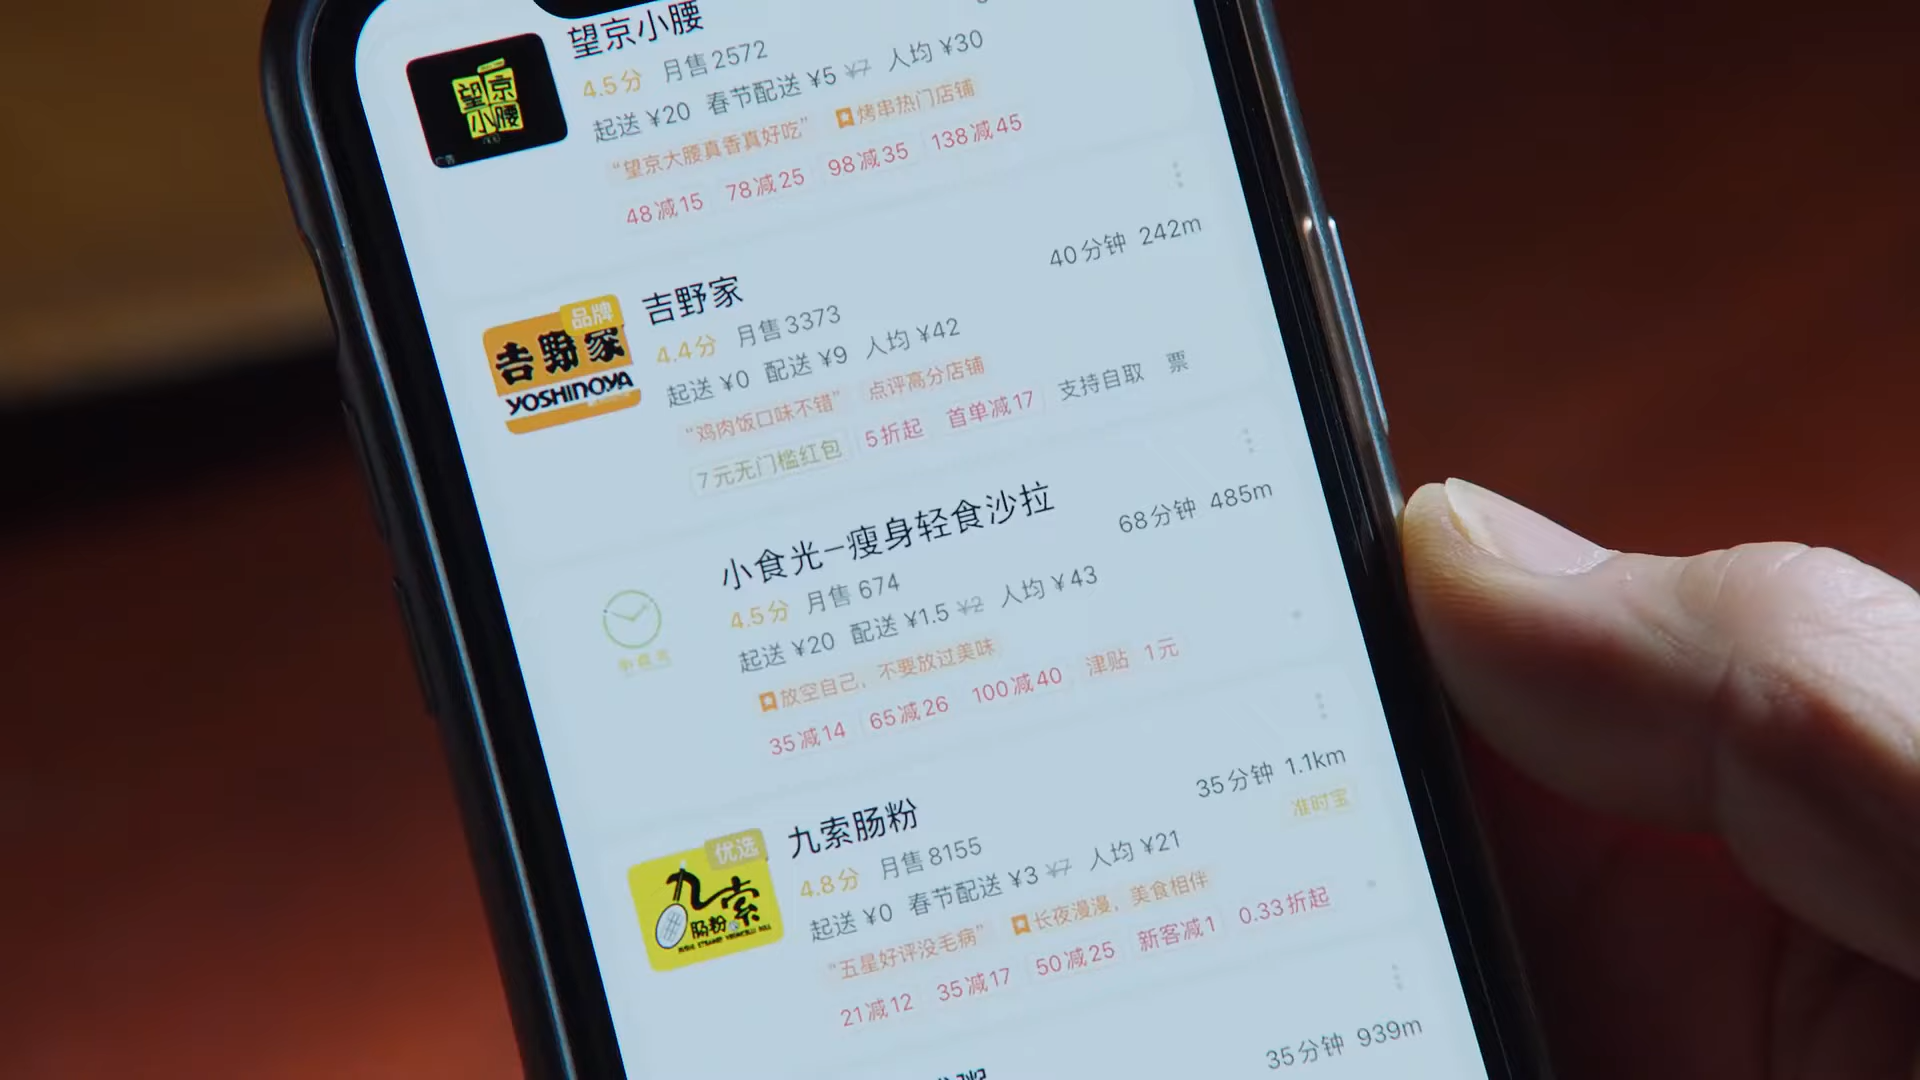 望京小腰
望京
小腰
广告
4.5分 月售2572
起送 ¥20 春节配送 ¥5 ¥7 人均 ¥30
“望京大腰真香真好吃” 烤串热门店铺
48减15 78减25 98减35 138减45
品牌
吉野家
YOSHINOYA
吉野家
40分钟 242m
4.4分 月售3373
起送 ¥0 配送 ¥9 人均 ¥42
“鸡肉饭口味不错” 点评高分店铺
支持自取 票
7元无门槛红包 5折起 首单减17
小食光–瘦身轻食沙拉
68分钟 485m
4.5分 月售674
起送 ¥20 配送 ¥1.5 ¥2 人均 ¥43
放空自己，不要放过美味
35减14 65减26 100减40 津贴 1元
优选
九索
肠粉
九索肠粉
35分钟 1.1km
准时宝
4.8分 月售8155
起送 ¥0 春节配送 ¥3 ¥7 人均 ¥21
“五星好评没毛病” 长夜漫漫，美食相伴
21减12 35减17 50减25 新客减1 0.33折起
35分钟 939m